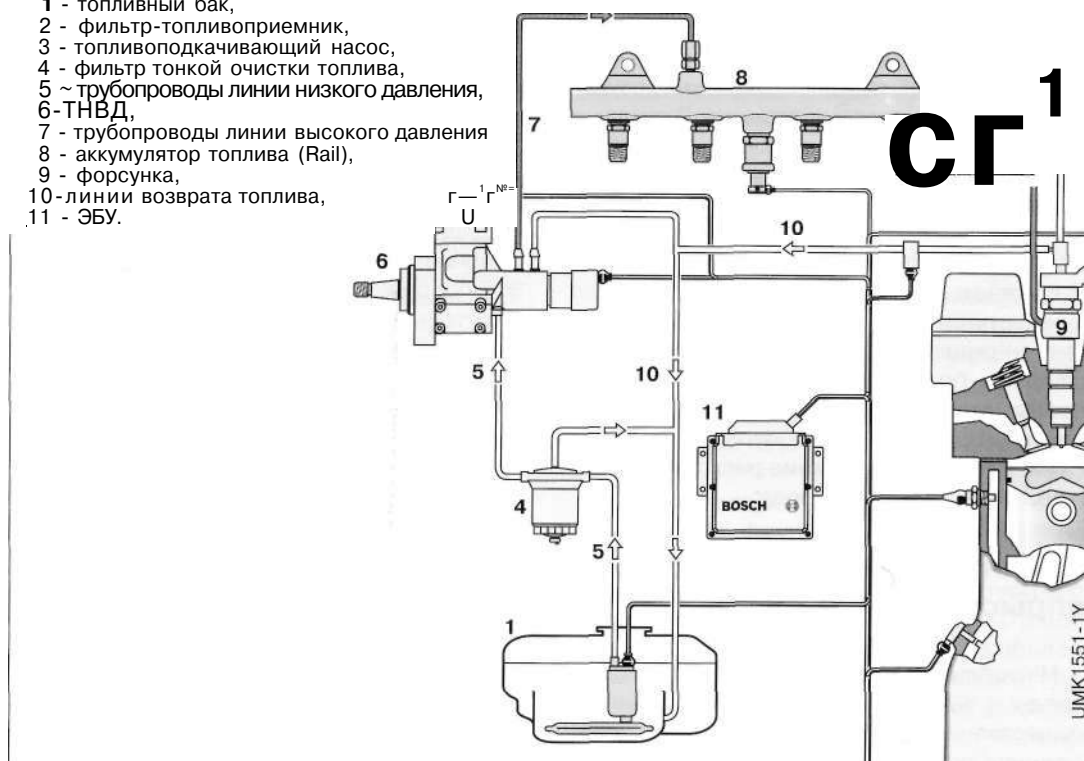 1 - топливный бак,
2 - фильтр-топливоприемник,
3 - топливоподкачивающий насос,
4 - фильтр тонкой очистки топлива,
5 ~ трубопроводы линии низкого давления,
6-ТНВД,
7 - трубопроводы линии высокого давления
8 - аккумулятор топлива (Rail),
9 - форсунка,
10-линии возврата топлива,
11 - ЭБУ.
г—¹г№=
U
сг¹
8
7
10
6
9
5
10
11
4
BOSCH
5
1
UMK1551-1Y